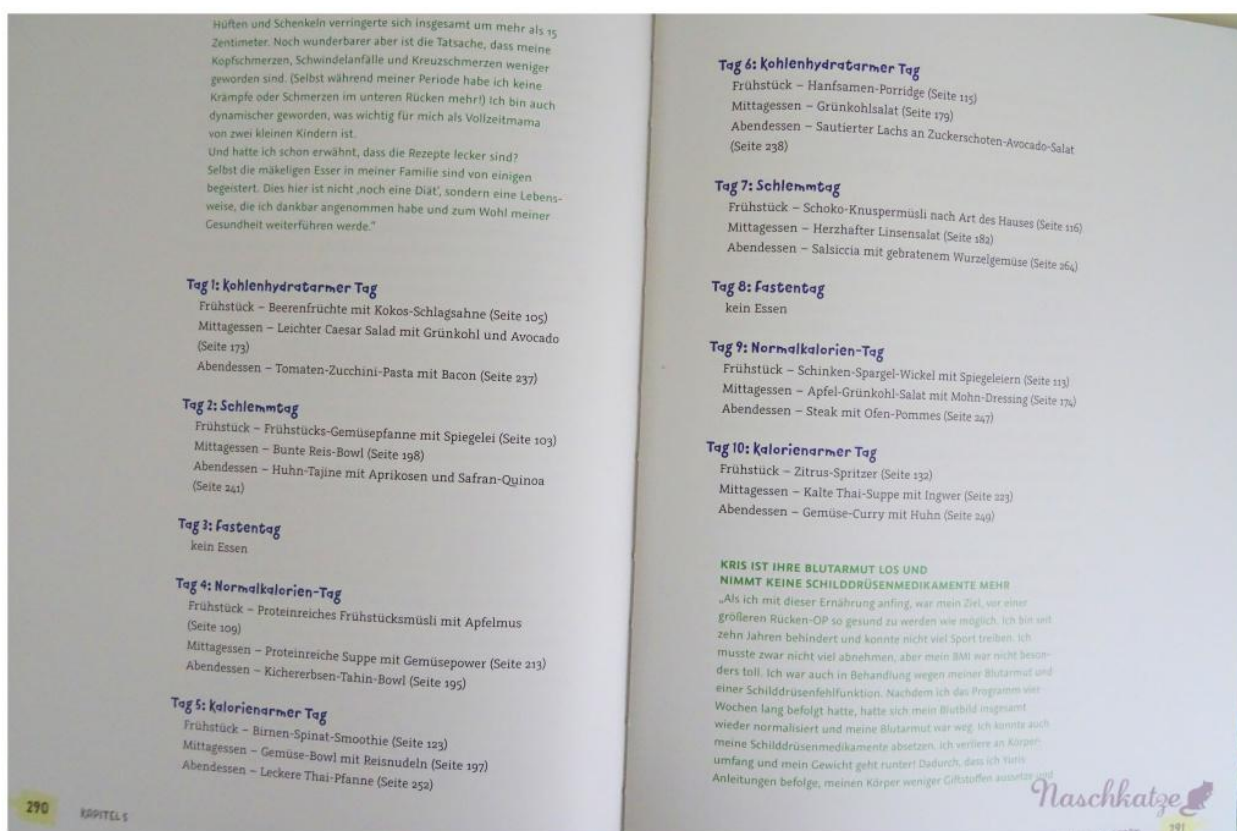 Hüften und Schenkeln verringerte sich insgesamt um mehr als 15
Zentimeter. Noch wunderbarer aber ist die Tatsache, dass meine
Kopfschmerzen, Schwindelanfälle und Kreuzschmerzen weniger
geworden sind. (Selbst während meiner Periode habe ich keine
Krämpfe oder Schmerzen im unteren Rücken mehr!) Ich bin auch
dynamischer geworden, was wichtig für mich als Vollzeitmama
von zwei kleinen Kindern ist.
Und hatte ich schon erwähnt, dass die Rezepte lecker sind?
Selbst die mäkeligen Esser in meiner Familie sind von einigen
begeistert. Dies hier ist nicht ‚noch eine Diät‘, sondern eine Lebens-
weise, die ich dankbar angenommen habe und zum Wohl meiner
Gesundheit weiterführen werde.“
Tag 1: Kohlenhydratarmer Tag
Frühstück – Beerenfrüchte mit Kokos-Schlagsahne (Seite 105)
Mittagessen – Leichter Caesar Salad mit Grünkohl und Avocado
(Seite 173)
Abendessen – Tomaten-Zucchini-Pasta mit Bacon (Seite 237)
Tag 2: Schlemmtag
Frühstück – Frühstücks-Gemüsepfanne mit Spiegelei (Seite 103)
Mittagessen – Bunte Reis-Bowl (Seite 198)
Abendessen – Huhn-Tajine mit Aprikosen und Safran-Quinoa
(Seite 241)
Tag 3: Fastentag
kein Essen
Tag 4: Normalkalorien-Tag
Frühstück – Proteinreiches Frühstücksmüsli mit Apfelmus
(Seite 109)
Mittagessen – Proteinreiche Suppe mit Gemüsepower (Seite 213)
Abendessen – Kichererbsen-Tahin-Bowl (Seite 195)
Tag 5: Kalorienarmer Tag
Frühstück – Birnen-Spinat-Smoothie (Seite 123)
Mittagessen – Gemüse-Bowl mit Reisnudeln (Seite 197)
Abendessen – Leckere Thai-Pfanne (Seite 252)
290 KAPITEL 5
Tag 6: Kohlenhydratarmer Tag
Frühstück – Hanfsamen-Porridge (Seite 115)
Mittagessen – Grünkohlsalat (Seite 179)
Abendessen – Sautierter Lachs an Zuckerschoten-Avocado-Salat
(Seite 238)
Tag 7: Schlemmtag
Frühstück – Schoko-Knuspermüsli nach Art des Hauses (Seite 116)
Mittagessen – Herzhafter Linsensalat (Seite 182)
Abendessen – Salsiccia mit gebratenem Wurzelgemüse (Seite 264)
Tag 8: Fastentag
kein Essen
Tag 9: Normalkalorien-Tag
Frühstück – Schinken-Spargel-Wickel mit Spiegeleiern (Seite 113)
Mittagessen – Apfel-Grünkohl-Salat mit Mohn-Dressing (Seite 174)
Abendessen – Steak mit Ofen-Pommes (Seite 247)
Tag 10: Kalorienarmer Tag
Frühstück – Zitrus-Spritzer (Seite 132)
Mittagessen – Kalte Thai-Suppe mit Ingwer (Seite 223)
Abendessen – Gemüse-Curry mit Huhn (Seite 249)
KRIS IST IHRE BLUTARMUT LOS UND
NIMMT KEINE SCHILDDRÜSENMEDIKAMENTE MEHR
„Als ich mit dieser Ernährung anfing, war mein Ziel, vor einer
größeren Rücken-OP so gesund zu werden wie möglich. Ich bin seit
zehn Jahren behindert und konnte nicht viel Sport treiben. Ich
musste zwar nicht viel abnehmen, aber mein BMI war nicht beson-
ders toll. Ich war auch in Behandlung wegen meiner Blutarmut und
einer Schilddrüsenfehlfunktion. Nachdem ich das Programm vier
Wochen lang befolgt hatte, hatte sich mein Blutbild insgesamt
wieder normalisiert und meine Blutarmut war weg. Ich konnte auch
meine Schilddrüsenmedikamente absetzen. Ich verliere an Körper-
umfang und mein Gewicht geht runter! Dadurch, dass ich Yuris
Anleitungen befolge, meinen Körper weniger Giftstoffen aussetze und
Naschkatze
291